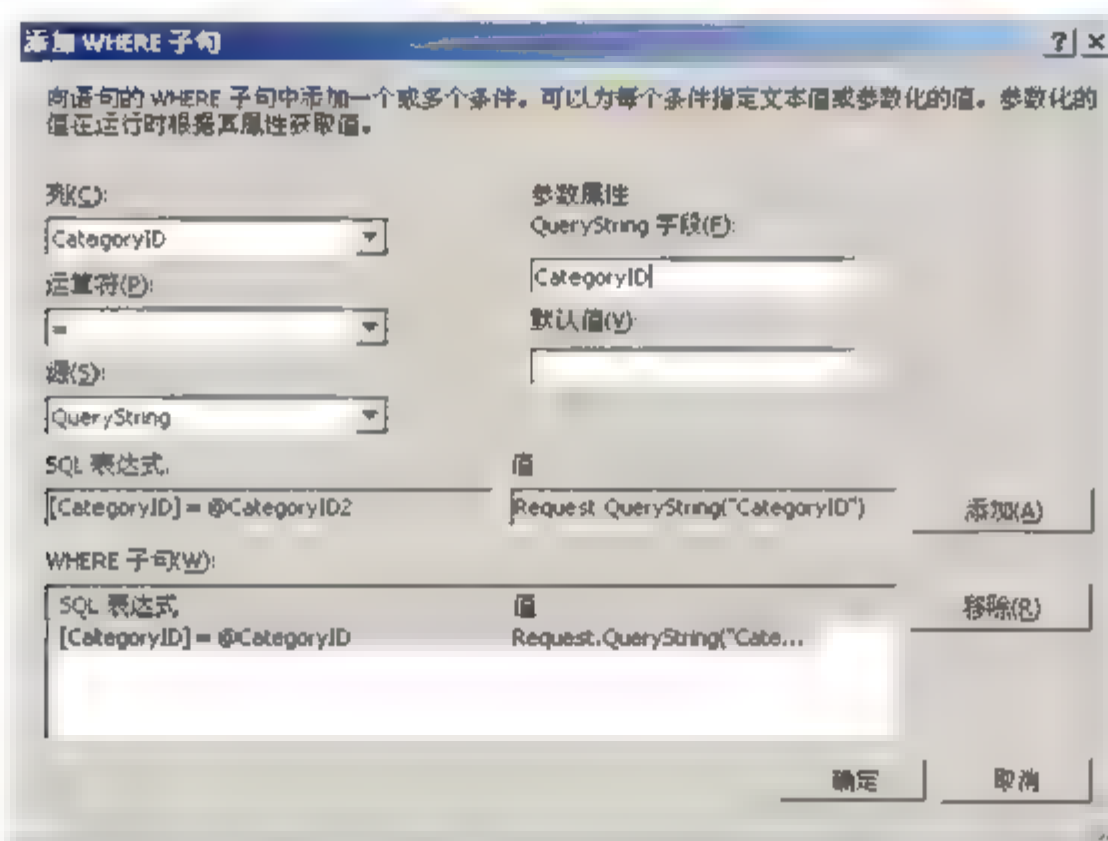 添加 WHERE 子句
向语句的 WHERE 子句中添加一个或多个条件。可以为每个条件指定文本值或参数化的值。参数化的
值在运行时根据其属性获取值。
列(C):
CategoryID
运算符(P):
=
源(S):
QueryString
参数属性
QueryString 字段(F):
CategoryID
默认值(V):
SQL 表达式:
[CategoryID] = @CategoryID2
值
Request QueryString("CategoryID")
添加(A)
WHERE 子句(W):
SQL 表达式
值
[CategoryID] = @CategoryID
Request.QueryString("Cate...
移除(R)
确定
取消